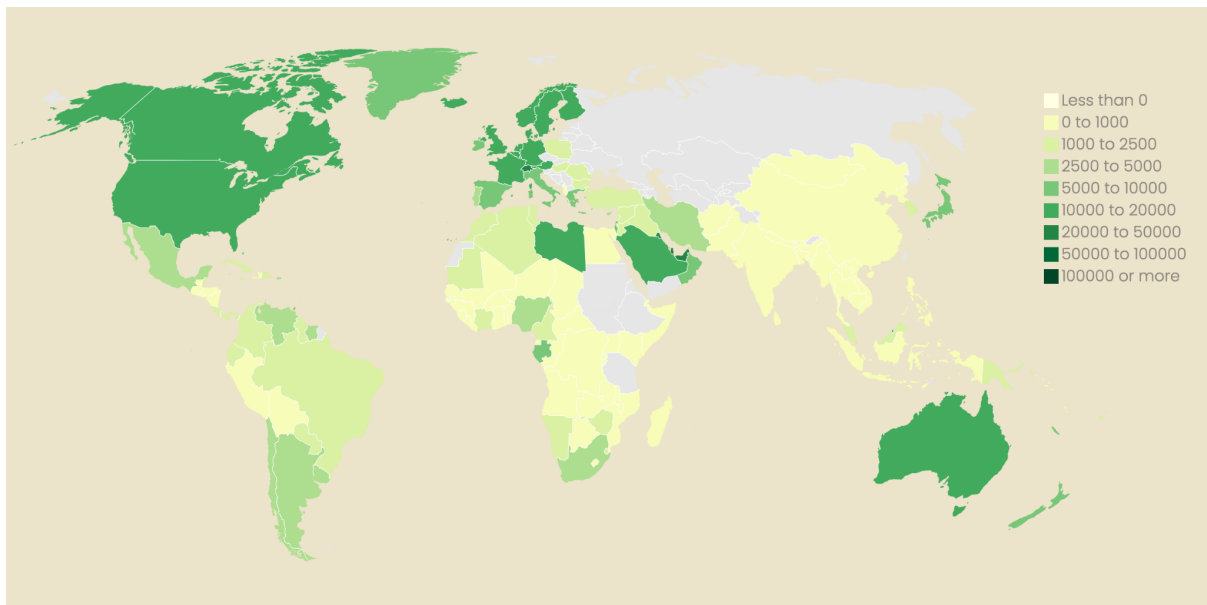 Less than 0
0 to 1000
1000 to 2500
2500 to 5000
5000 to 10000
10000 to 20000
20000 to 50000
50000 to 100000
100000 or more